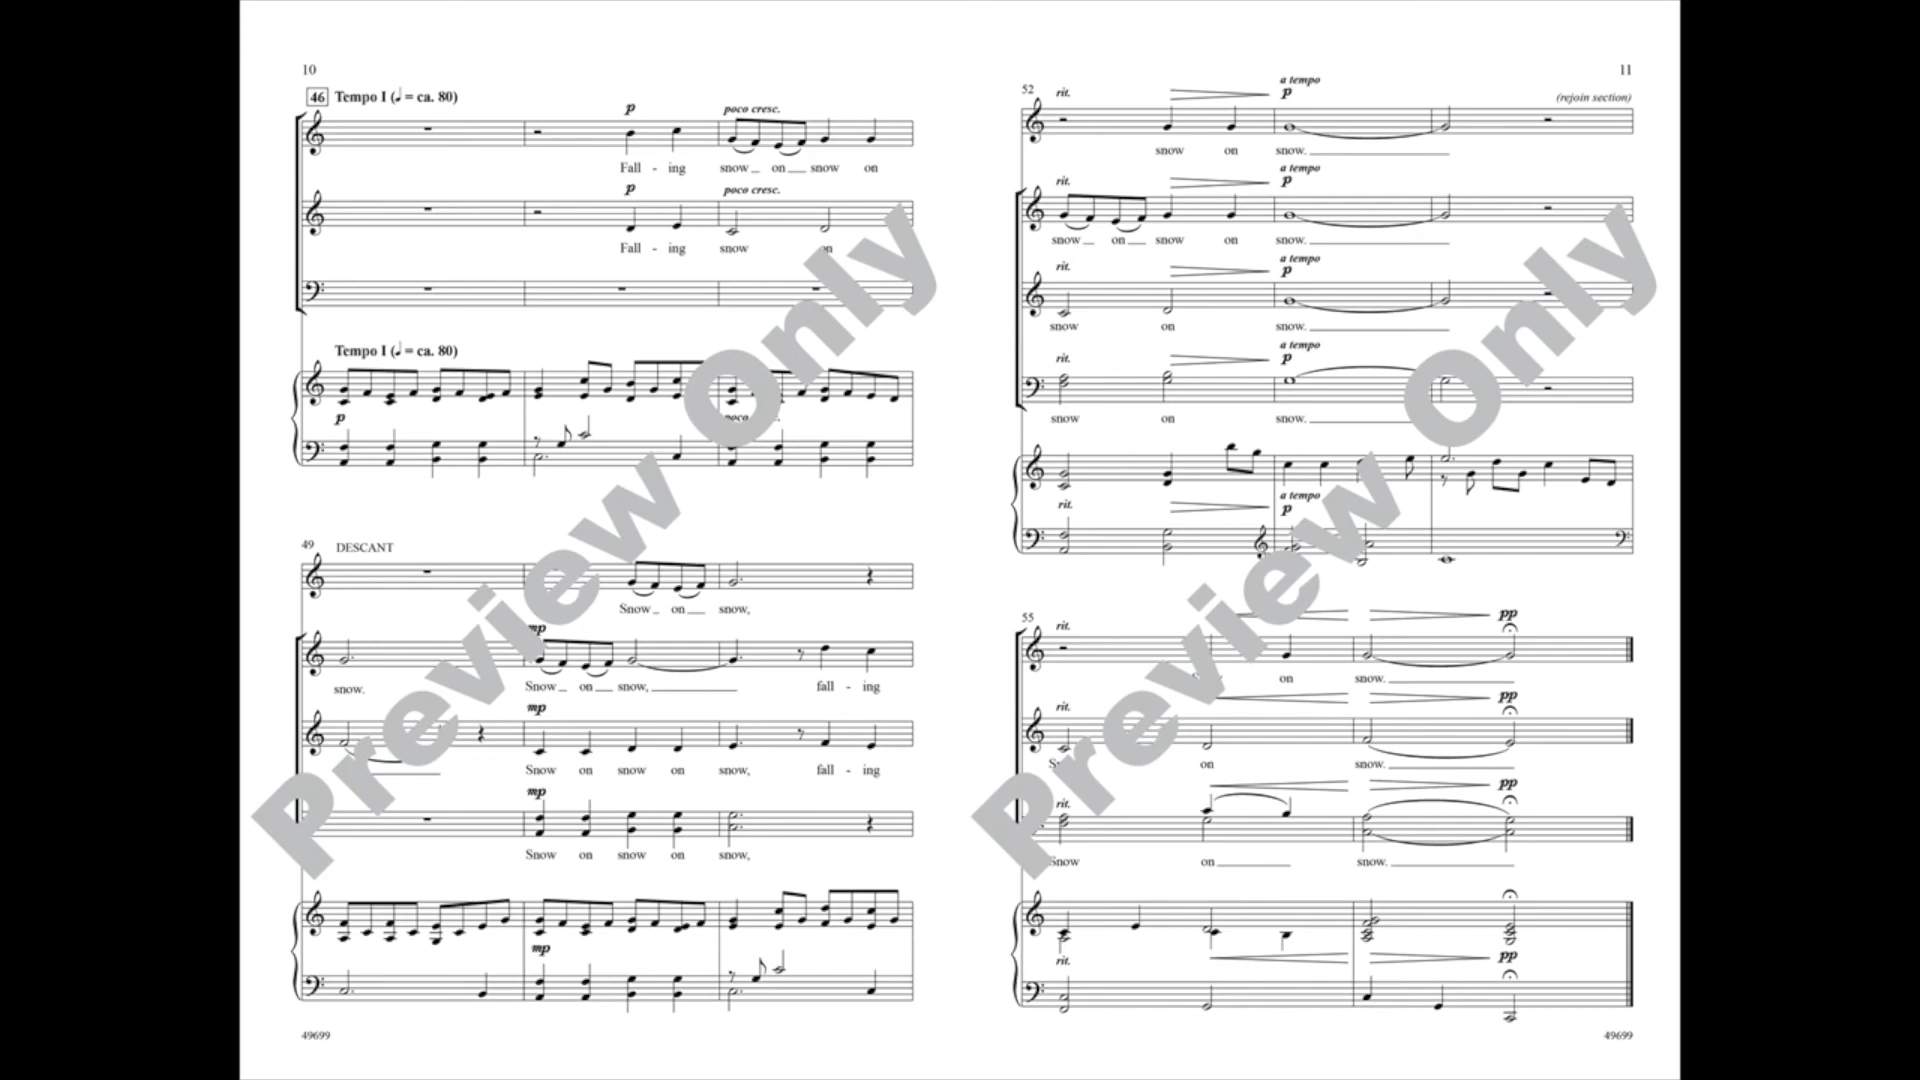 10
46 Tempo I (♩ = ca. 80)
p poco cresc.
Fall - ing snow on snow on
p poco cresc.
Fall - ing snow on
Tempo I (♩ = ca. 80)
p poco
49 DESCANT
Snow on snow,
mp
snow. Snow on snow, fall - ing
mp
Snow on snow on snow, fall - ing
mp
Snow on snow on snow,
mp
49699
Preview Only
11
52 rit. a tempo p (rejoin section)
snow on snow.
rit. a tempo p
snow on snow on snow.
rit. a tempo p
snow on snow.
rit. a tempo p
snow on snow.
rit. a tempo p
55 rit. pp
on snow.
rit. pp
on snow.
rit. pp
Snow on snow.
rit. pp
49699
Preview Only